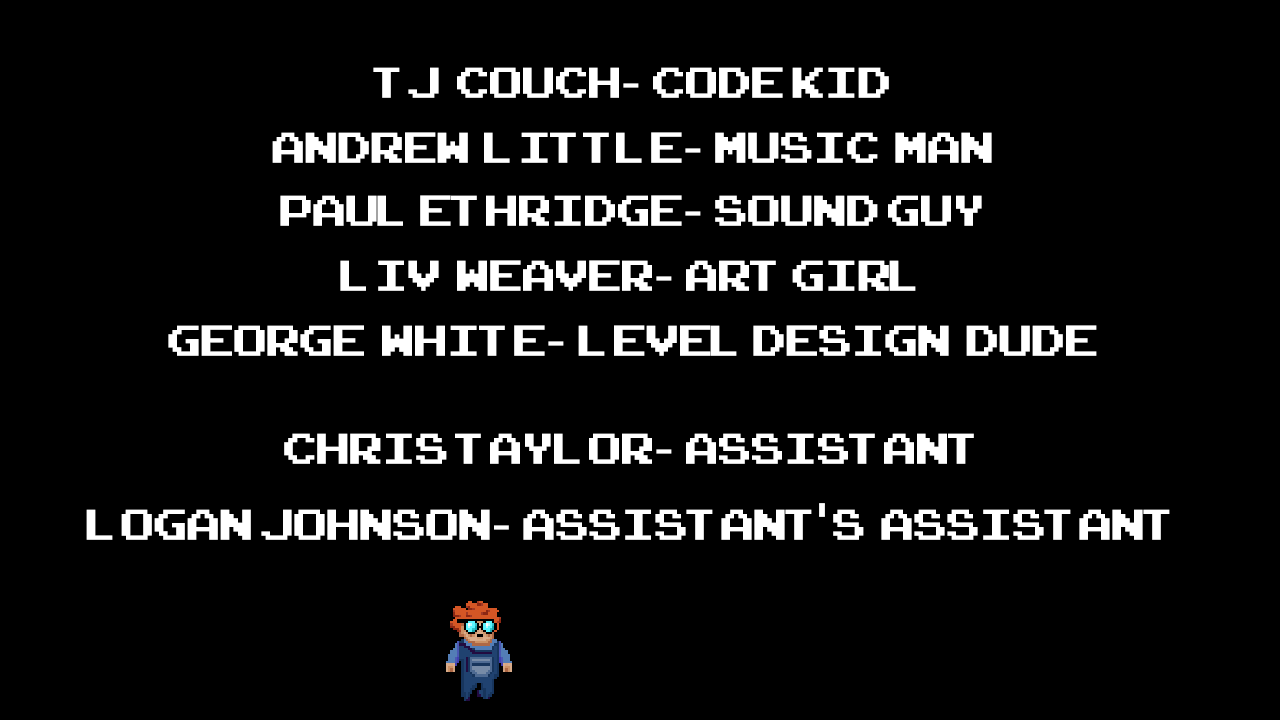 TJ COUCH- CODE KID
ANDREW LITTLE- MUSIC MAN
PAUL ETHRIDGE- SOUND GUY
LIV WEAVER- ART GIRL
GEORGE WHITE- LEVEL DESIGN DUDE
CHRIS TAYLOR- ASSISTANT
LOGAN JOHNSON- ASSISTANT'S ASSISTANT